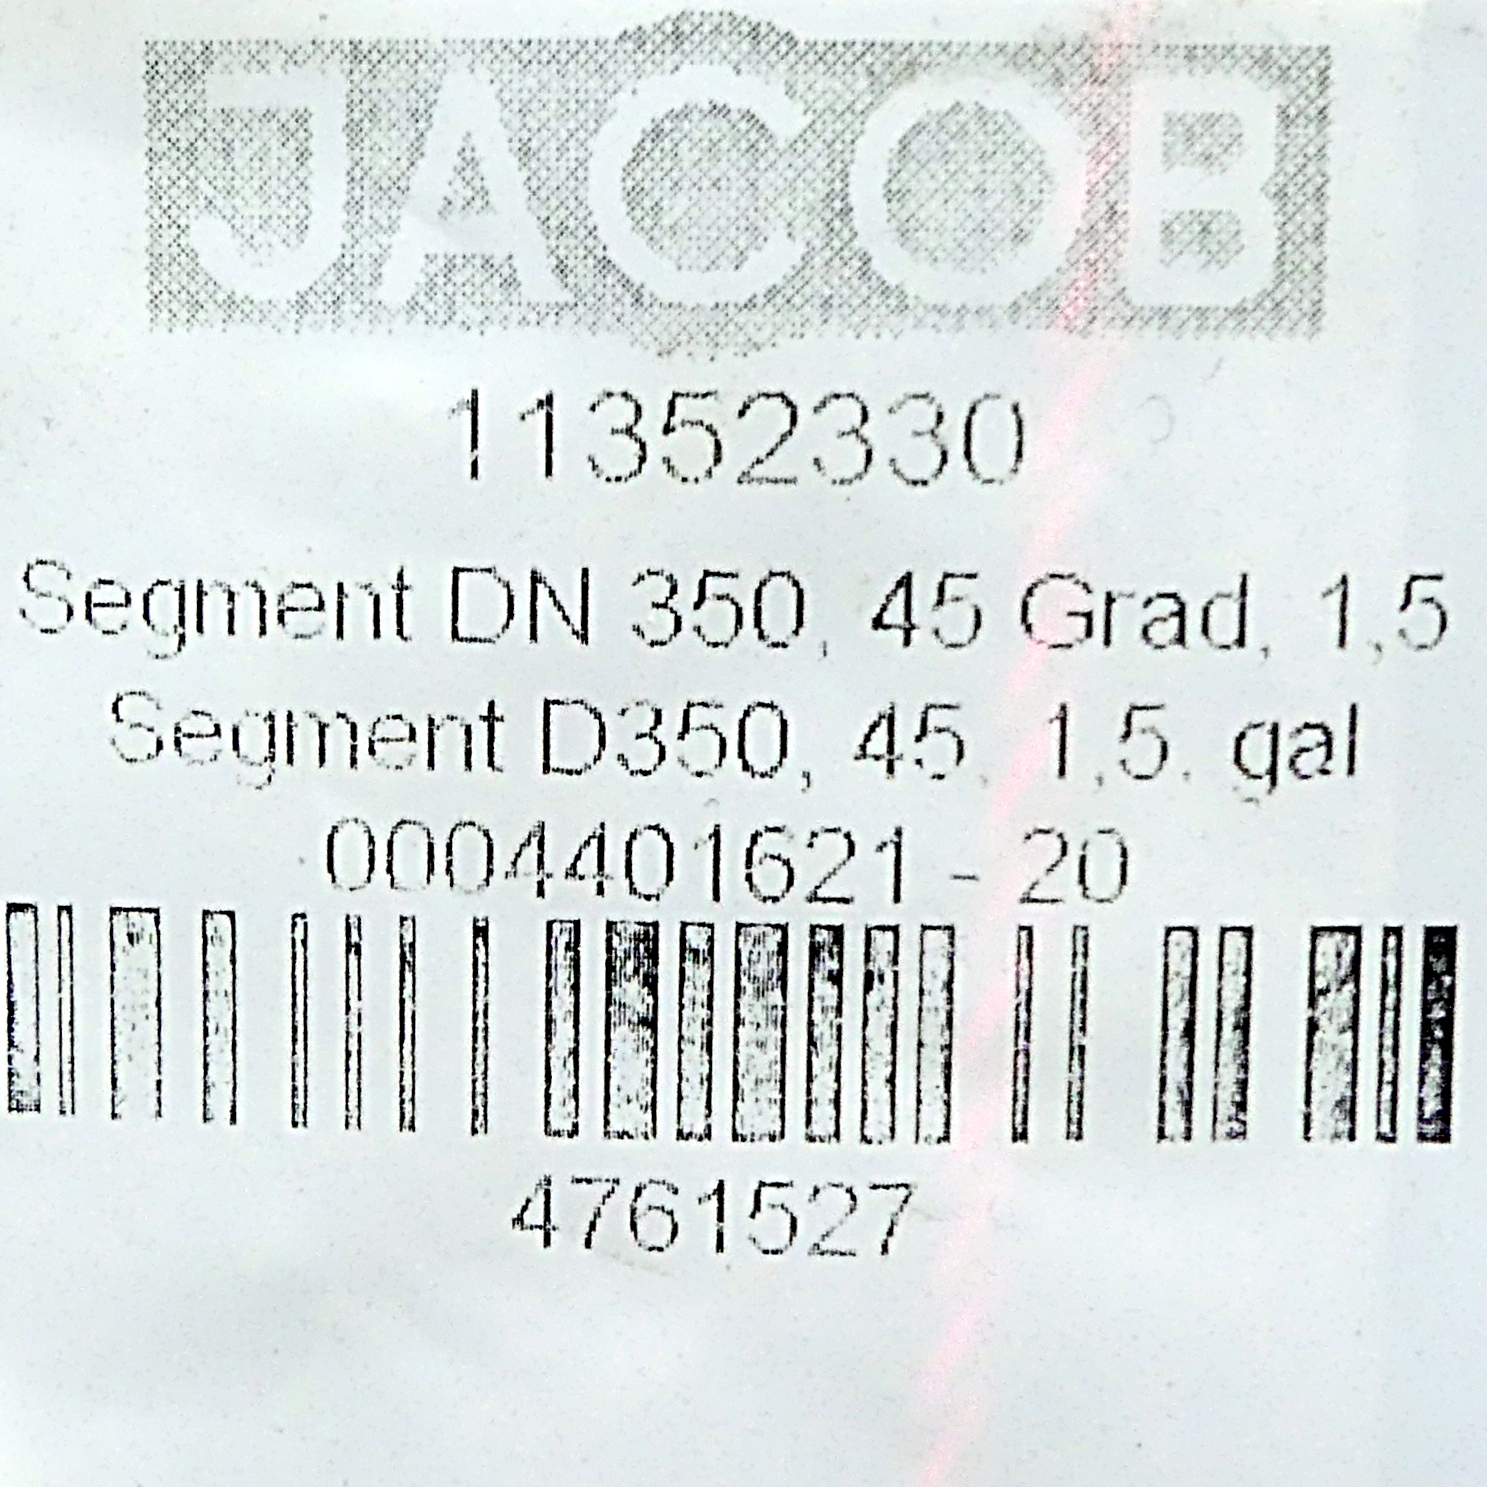 JACOB
11352330
Segment DN 350, 45 Grad, 1,5
Segment D350, 45, 1,5, gal
0004401621 - 20
4761527